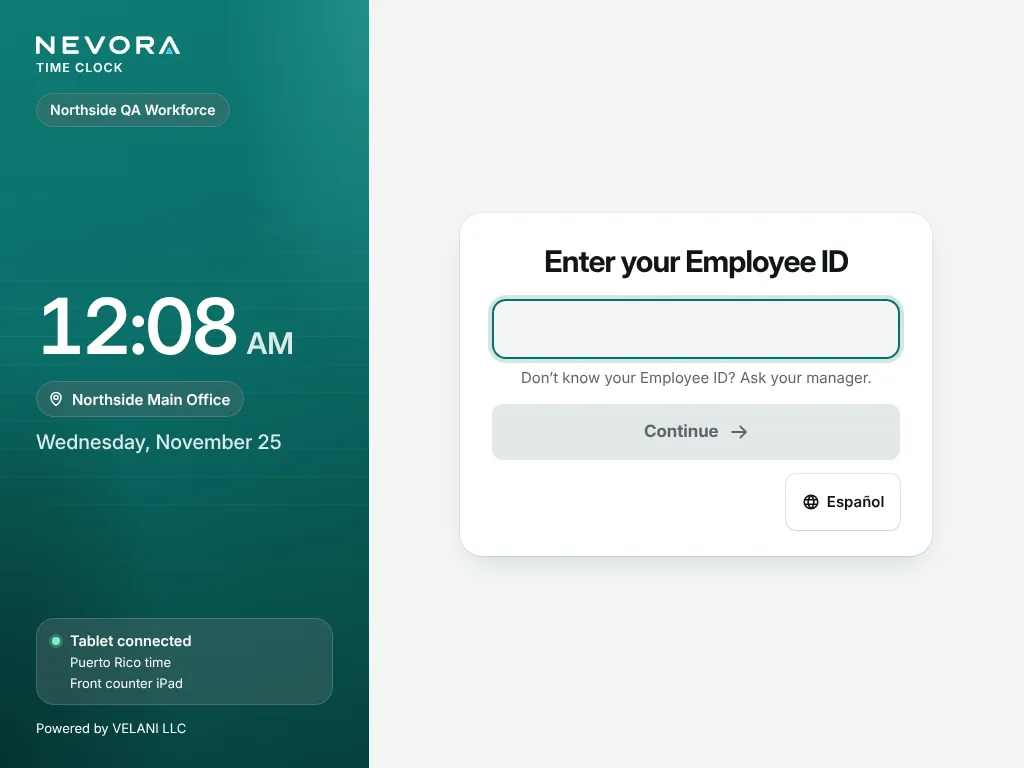 NEVORA
TIME CLOCK
Northside QA Workforce
12:08 AM
Northside Main Office
Wednesday, November 25
Tablet connected
Puerto Rico time
Front counter iPad
Powered by VELANI LLC
Enter your Employee ID
Don’t know your Employee ID? Ask your manager.
Continue →
Español